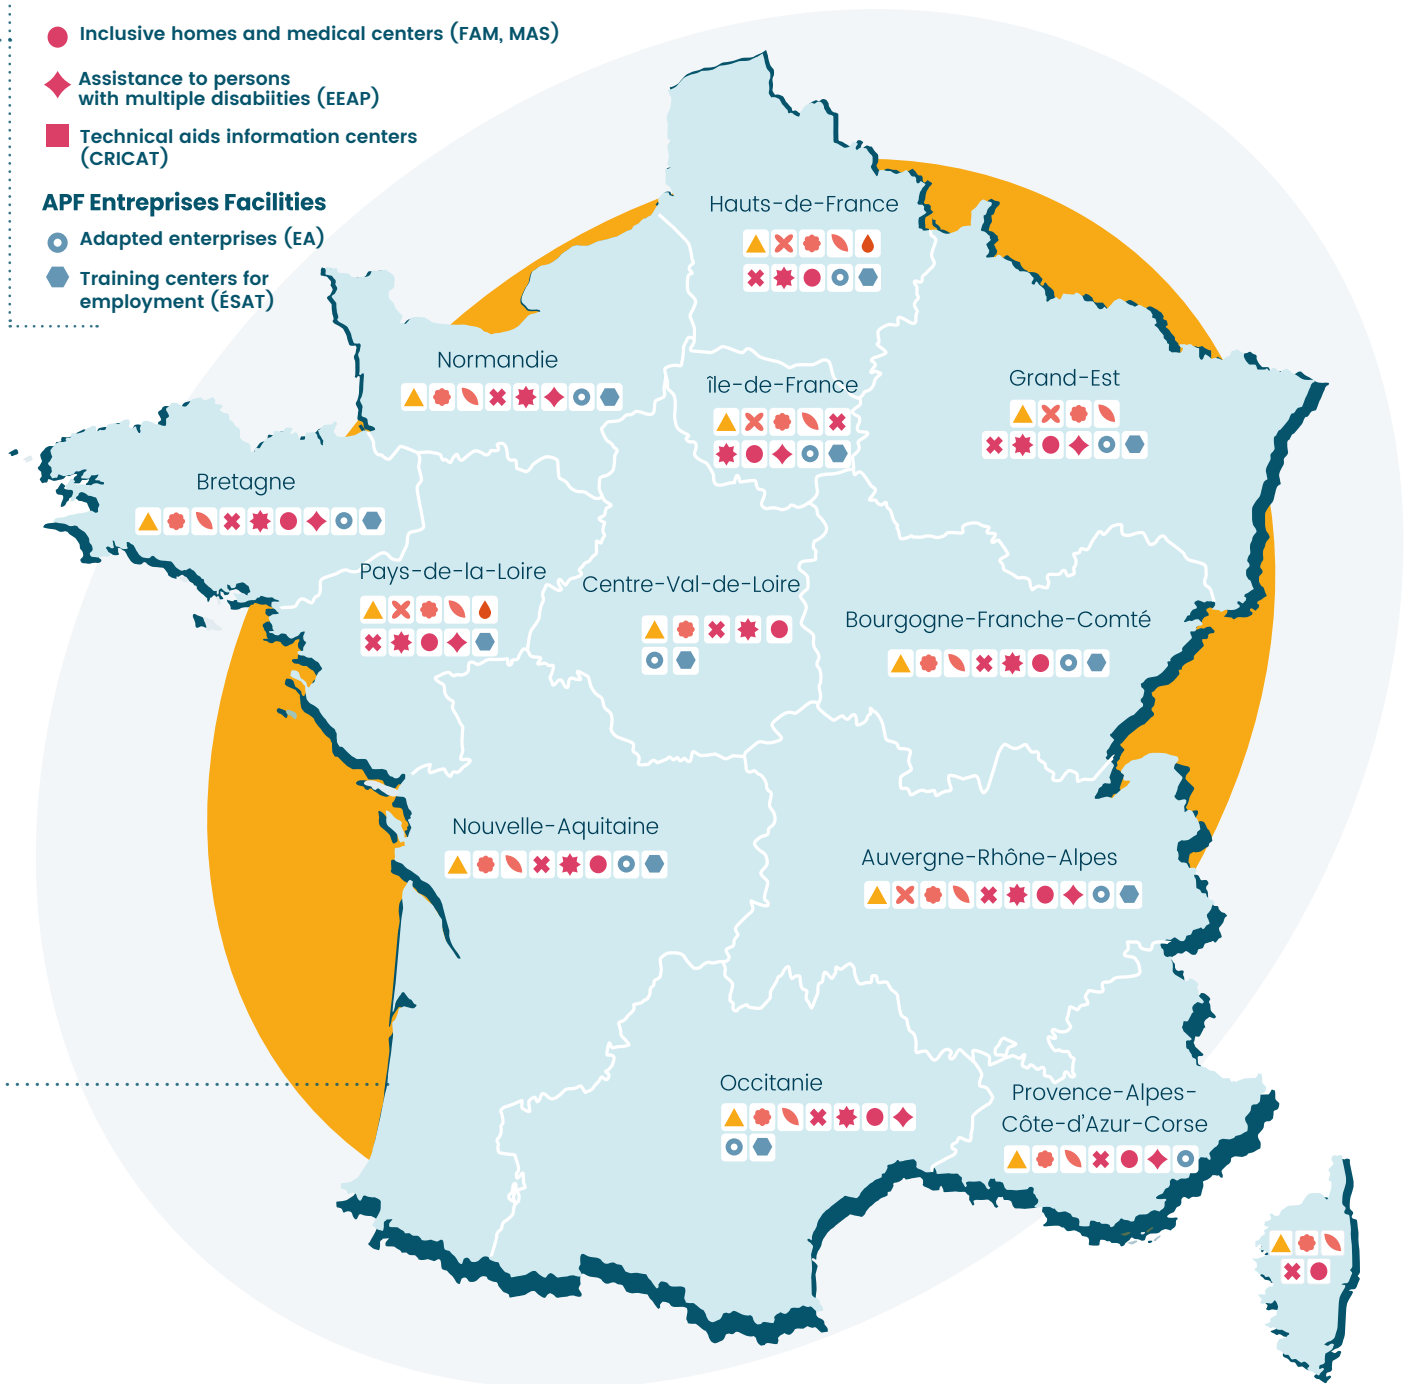 Inclusive homes and medical centers (FAM, MAS)
Assistance to persons
with multiple disabiities (EEAP)
Technical aids information centers
(CRICAT)
APF Entreprises Facilities
Adapted enterprises (EA)
Training centers for
employment (ÉSAT)
Hauts-de-France
Normandie
île-de-France
Grand-Est
Bretagne
Pays-de-la-Loire
Centre-Val-de-Loire
Bourgogne-Franche-Comté
Nouvelle-Aquitaine
Auvergne-Rhône-Alpes
Occitanie
Provence-Alpes-
Côte-d'Azur-Corse